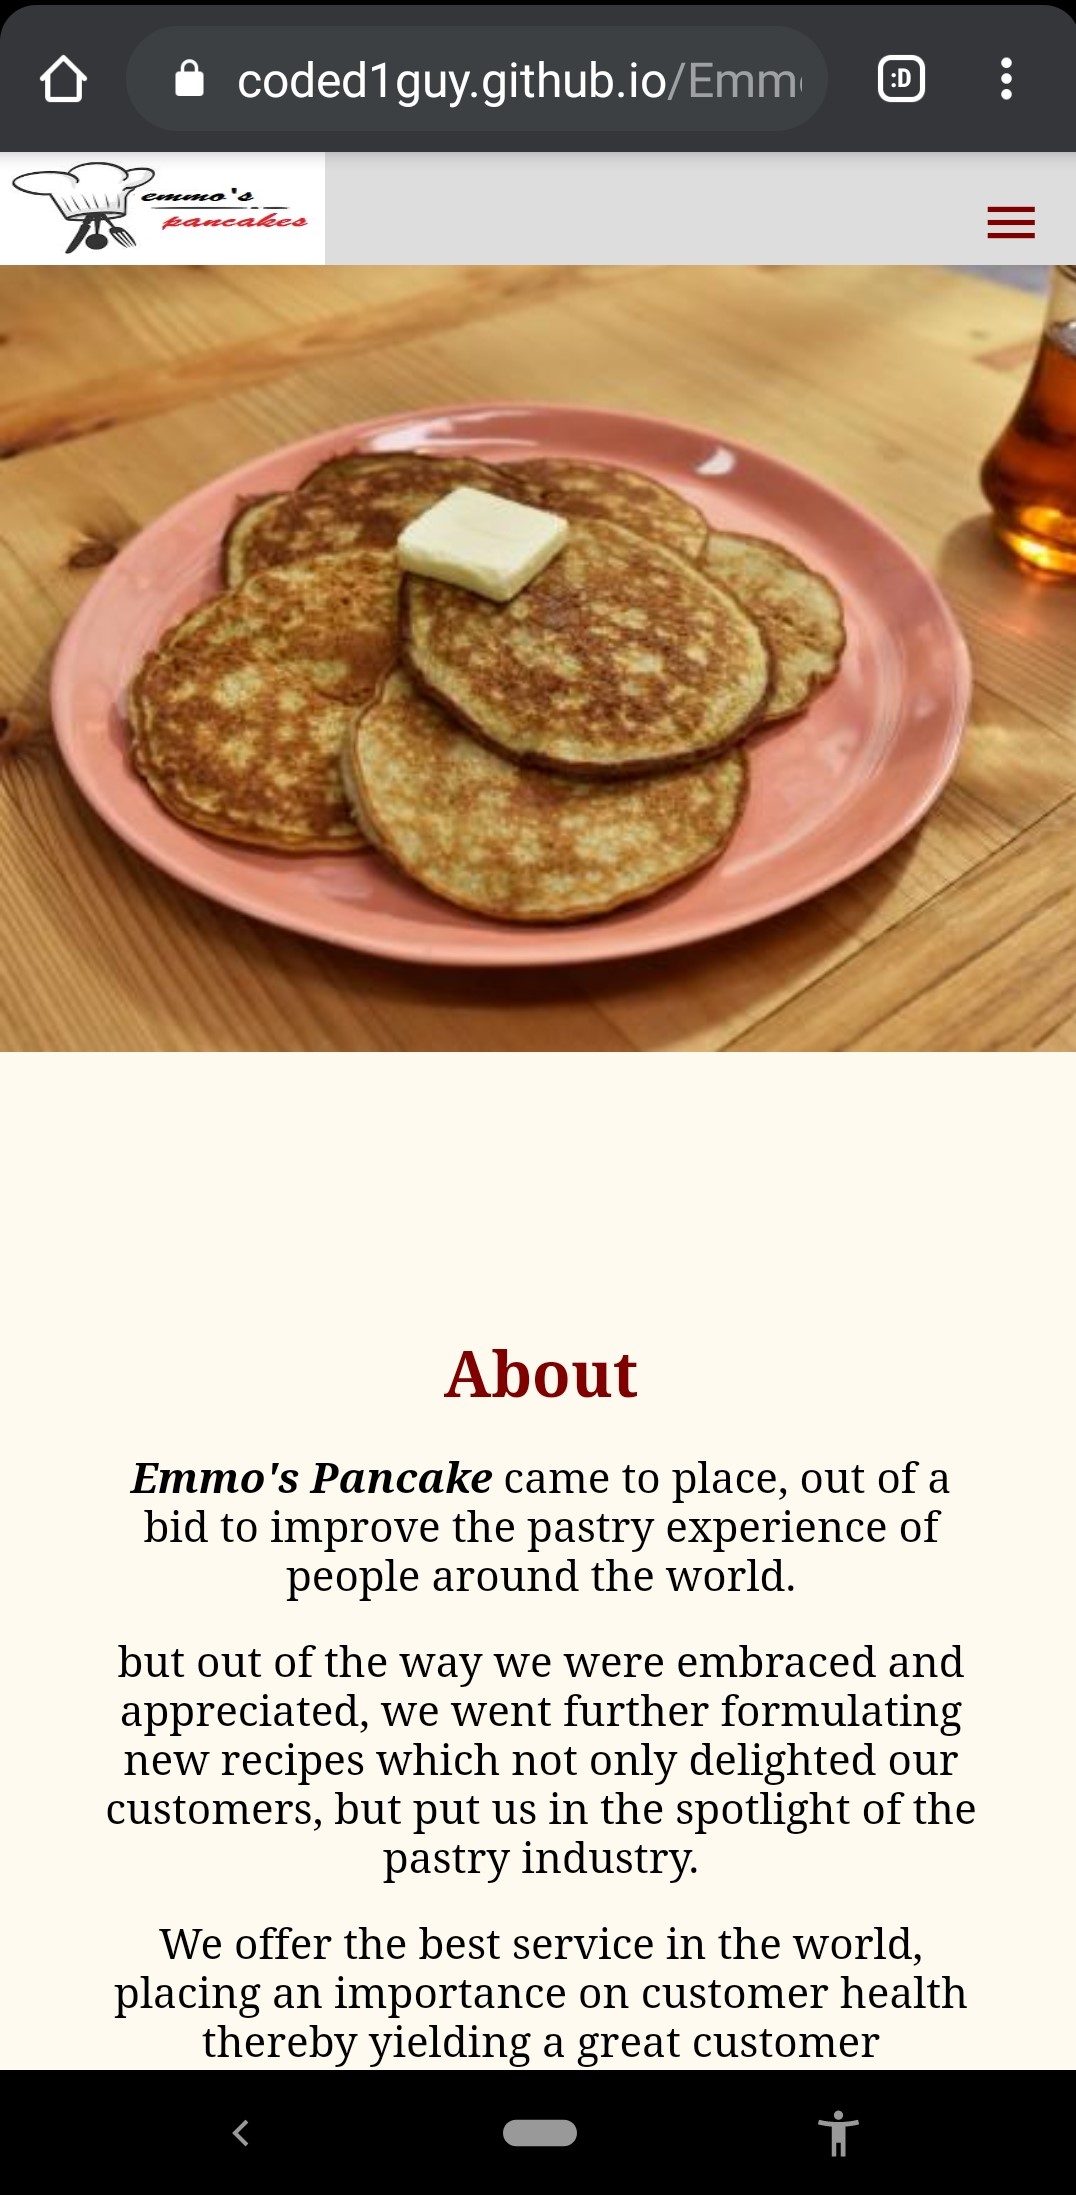 coded1guy.github.io/Emm
:D
emmo's
pancakes
About
Emmo's Pancake came to place, out of a
bid to improve the pastry experience of
people around the world.
but out of the way we were embraced and
appreciated, we went further formulating
new recipes which not only delighted our
customers, but put us in the spotlight of the
pastry industry.
We offer the best service in the world,
placing an importance on customer health
thereby yielding a great customer